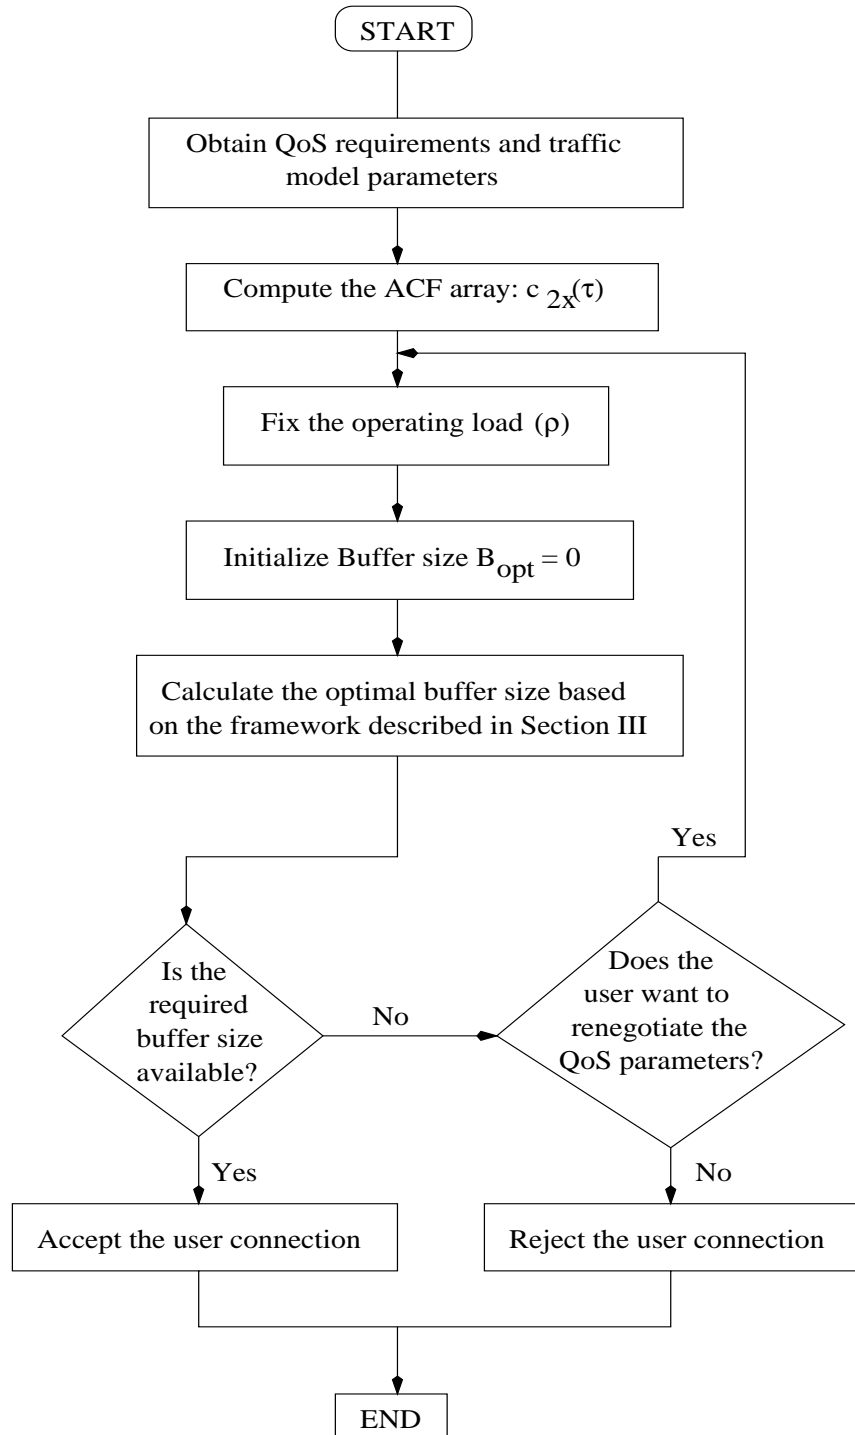 START
Obtain QoS requirements and traffic
model parameters
Compute the ACF array: c 2x(τ)
Fix the operating load (ρ)
Initialize Buffer size Bopt = 0
Calculate the optimal buffer size based
on the framework described in Section III
Yes
Is the
required
buffer size
available?
No
Does the
user want to
renegotiate the
QoS parameters?
Yes
No
Accept the user connection
Reject the user connection
END